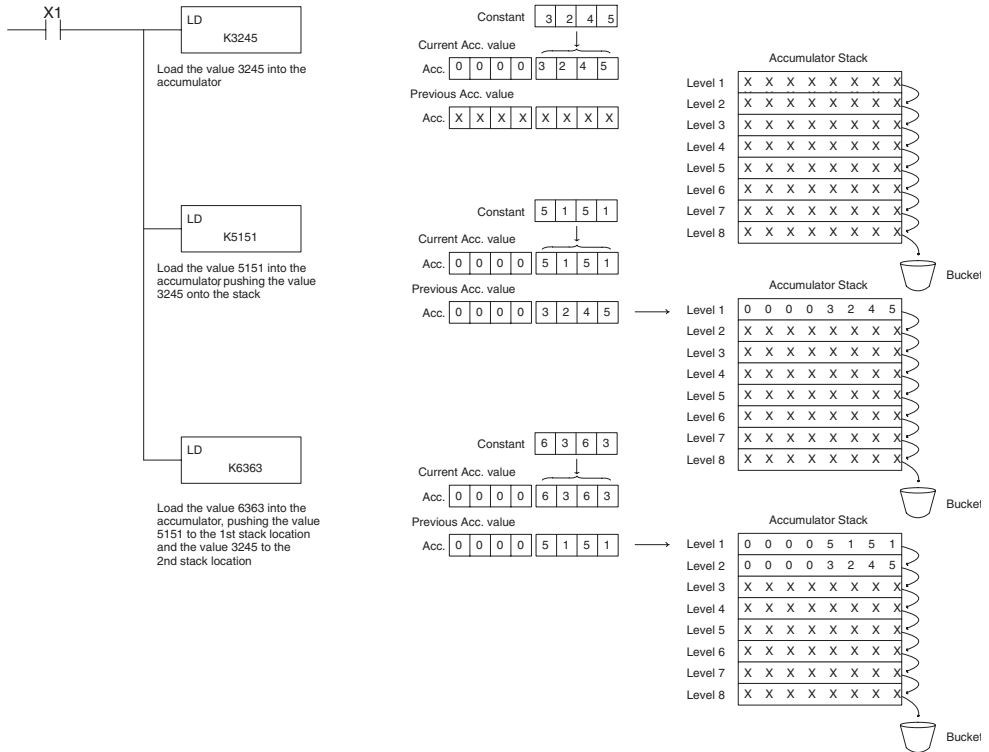 X1
LD
K3245
Load the value 3245 into the
accumulator
Constant 3 2 4 5
Current Acc. value
Acc. 0 0 0 0 3 2 4 5
Previous Acc. value
Acc. X X X X X X X X
Accumulator Stack
Level 1 X X X X X X X X
Level 2 X X X X X X X X
Level 3 X X X X X X X X
Level 4 X X X X X X X X
Level 5 X X X X X X X X
Level 6 X X X X X X X X
Level 7 X X X X X X X X
Level 8 X X X X X X X X
Bucket
LD
K5151
Load the value 5151 into the
accumulator, pushing the value
3245 onto the stack
Constant 5 1 5 1
Current Acc. value
Acc. 0 0 0 0 5 1 5 1
Previous Acc. value
Acc. 0 0 0 0 3 2 4 5
Accumulator Stack
Level 1 0 0 0 0 3 2 4 5
Level 2 X X X X X X X X
Level 3 X X X X X X X X
Level 4 X X X X X X X X
Level 5 X X X X X X X X
Level 6 X X X X X X X X
Level 7 X X X X X X X X
Level 8 X X X X X X X X
Bucket
LD
K6363
Load the value 6363 into the
accumulator, pushing the value
5151 to the 1st stack location
and the value 3245 to the
2nd stack location
Constant 6 3 6 3
Current Acc. value
Acc. 0 0 0 0 6 3 6 3
Previous Acc. value
Acc. 0 0 0 0 5 1 5 1
Accumulator Stack
Level 1 0 0 0 0 5 1 5 1
Level 2 0 0 0 0 3 2 4 5
Level 3 X X X X X X X X
Level 4 X X X X X X X X
Level 5 X X X X X X X X
Level 6 X X X X X X X X
Level 7 X X X X X X X X
Level 8 X X X X X X X X
Bucket